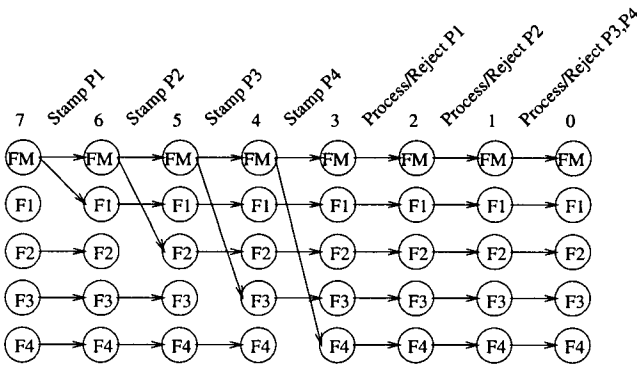 Stamp P1 Stamp P2 Stamp P3 Stamp P4 Process/Reject P1 Process/Reject P2 Process/Reject P3,P4
7 6 5 4 3 2 1 0
FM FM FM FM FM FM FM FM
F1 F1 F1 F1 F1 F1 F1 F1
F2 F2 F2 F2 F2 F2 F2 F2
F3 F3 F3 F3 F3 F3 F3 F3
F4 F4 F4 F4 F4 F4 F4 F4